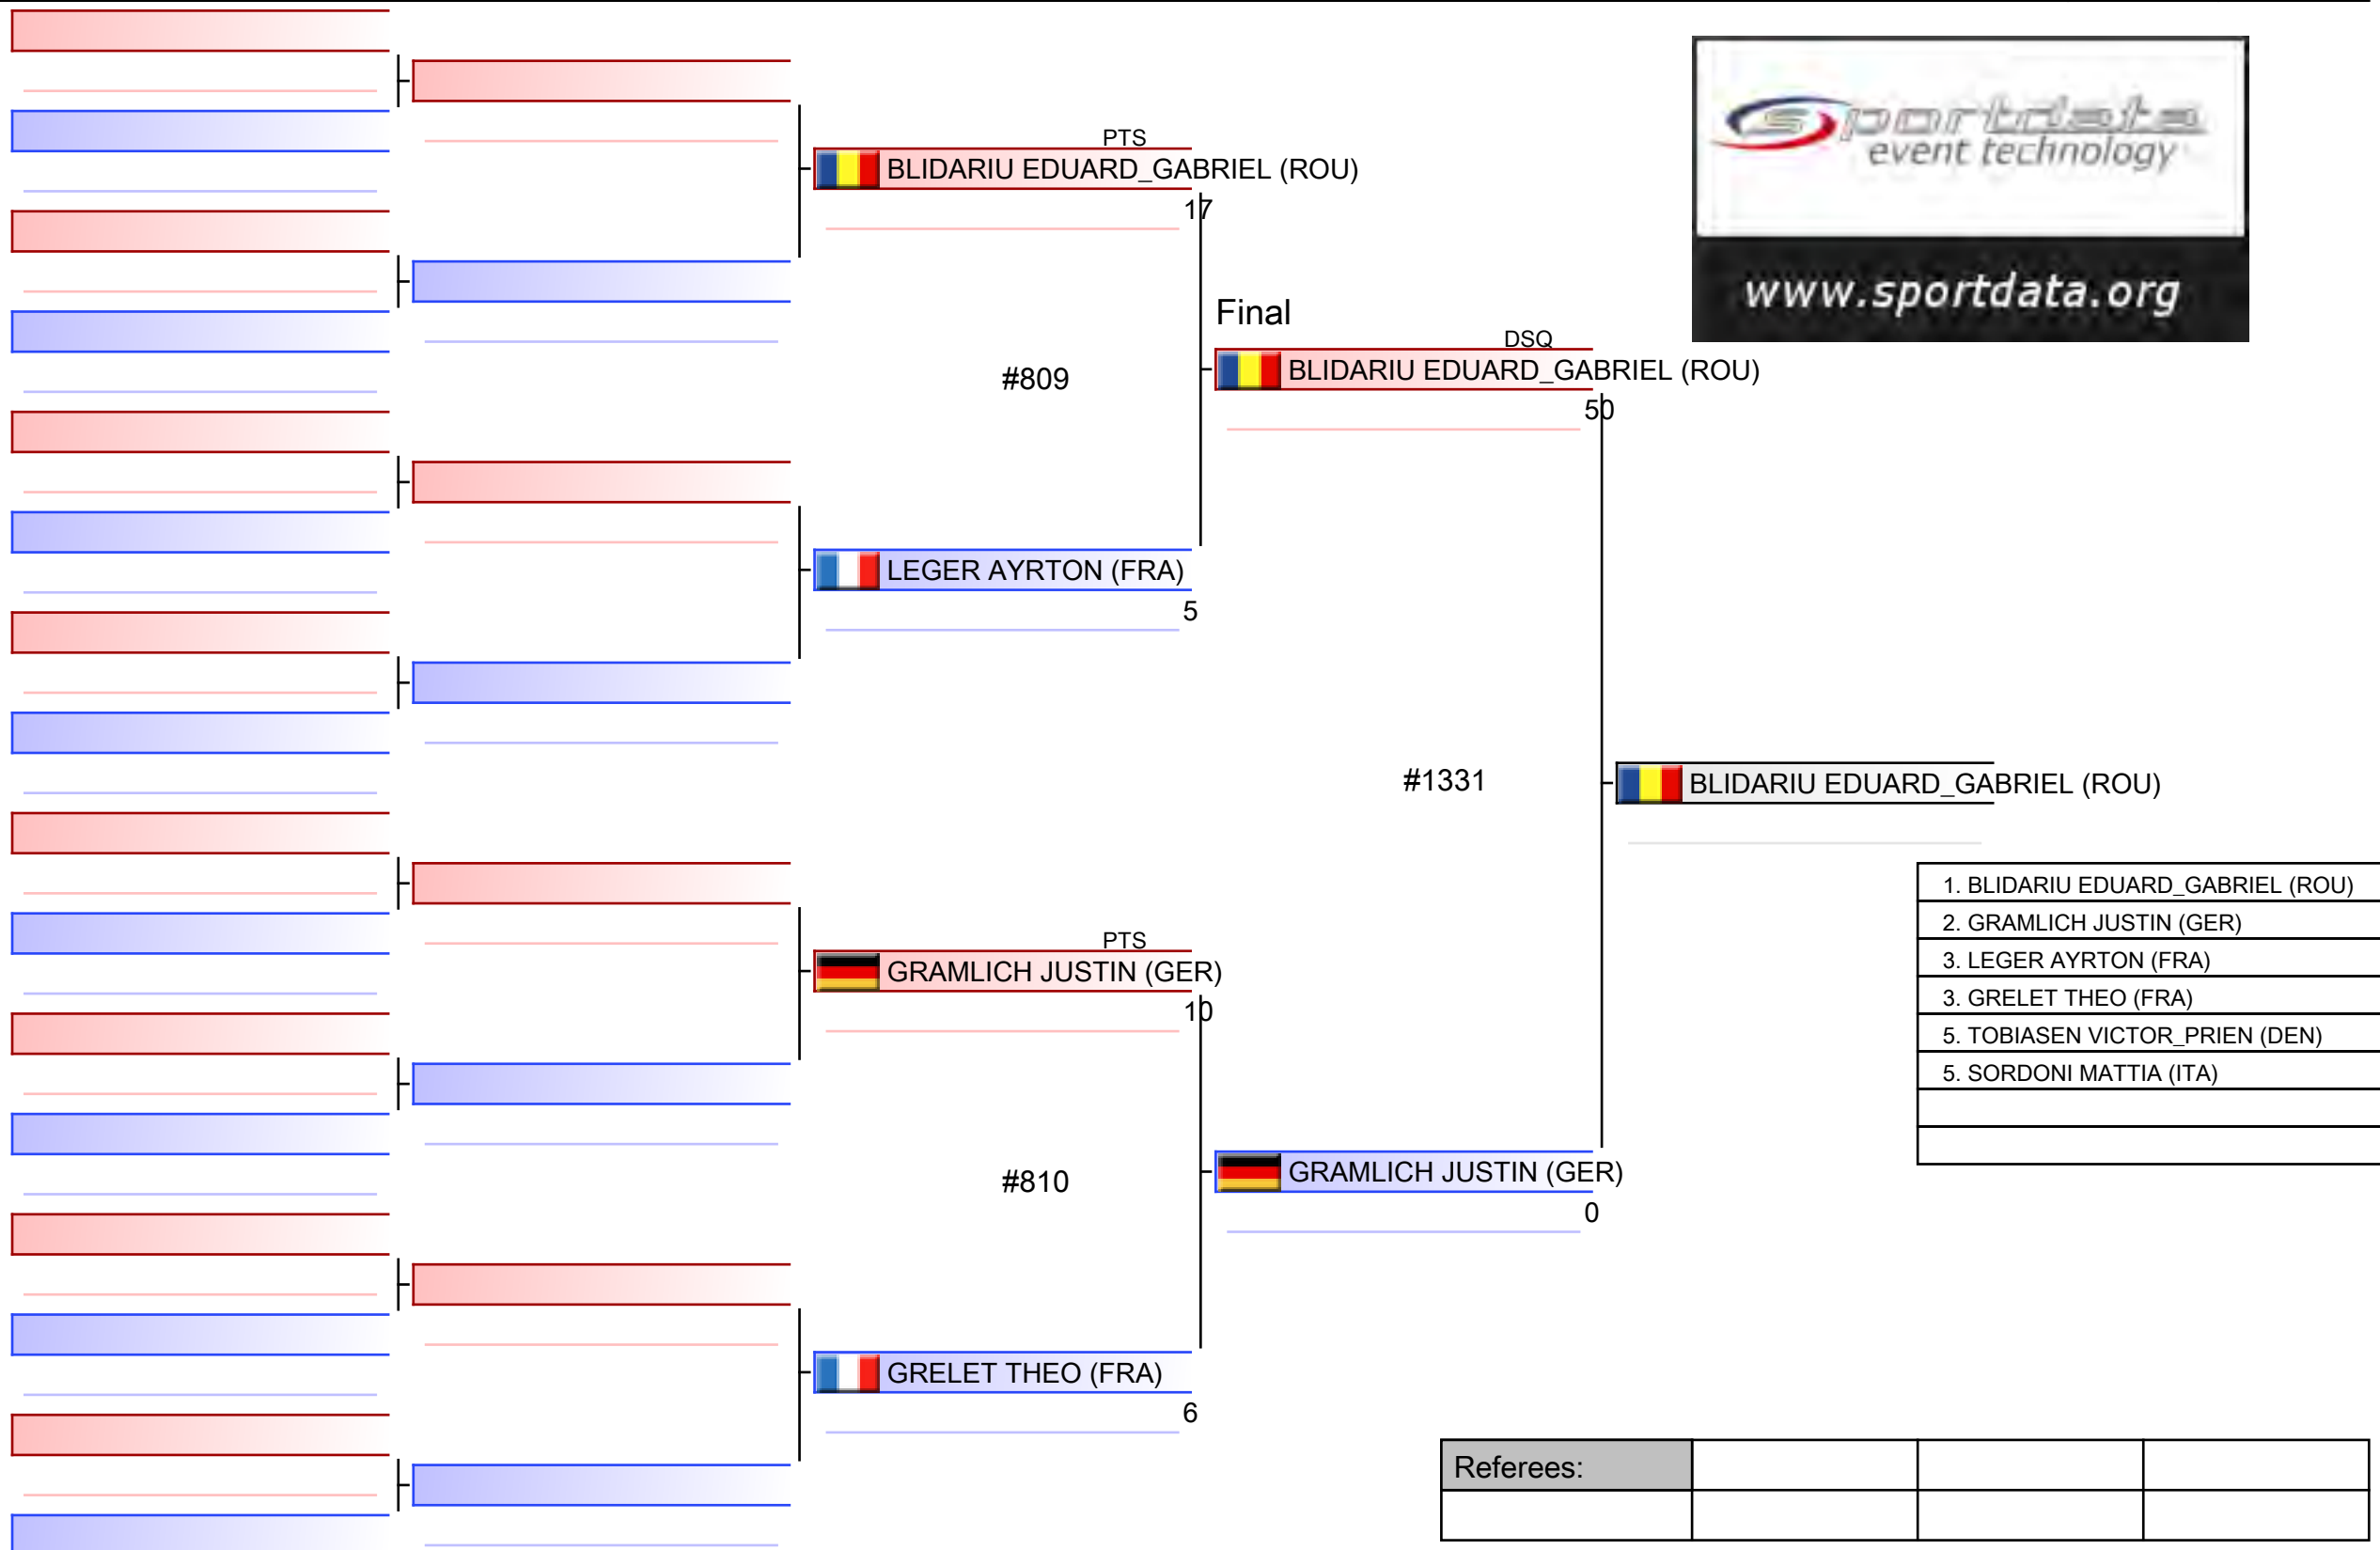 sportdata
event technology
www.sportdata.org
PTS
BLIDARIU EDUARD_GABRIEL (ROU)
17
Final
DSQ
BLIDARIU EDUARD_GABRIEL (ROU)
50
#809
LEGER AYRTON (FRA)
5
#1331
BLIDARIU EDUARD_GABRIEL (ROU)
1. BLIDARIU EDUARD_GABRIEL (ROU)
2. GRAMLICH JUSTIN (GER)
3. LEGER AYRTON (FRA)
3. GRELET THEO (FRA)
5. TOBIASEN VICTOR_PRIEN (DEN)
5. SORDONI MATTIA (ITA)
PTS
GRAMLICH JUSTIN (GER)
10
#810
GRAMLICH JUSTIN (GER)
0
GRELET THEO (FRA)
6
Referees: